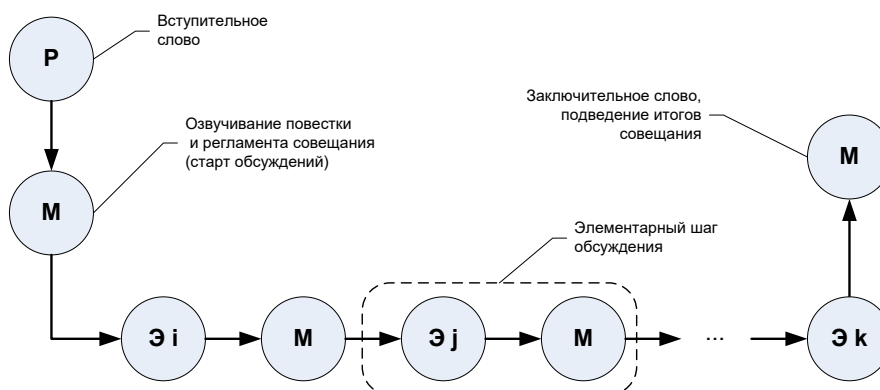 Р
Вступительное
слово
Озвучивание повестки
и регламента совещания
(старт обсуждений)
М
Заключительное слово,
подведение итогов
совещания
М
Элементарный шаг
обсуждения
Э i
М
Э j
М
...
Э k